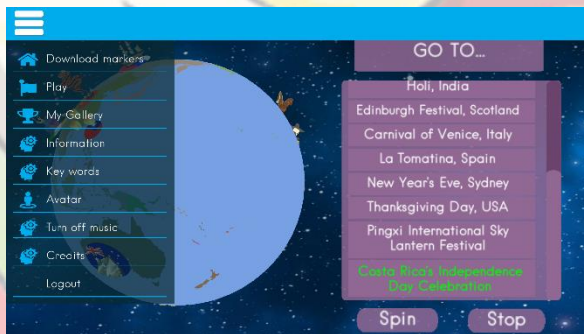 Download markers
Play
My Gallery
Information
Key words
Avatar
Turn off music
Credits
Logout
GO TO...
Holi, India
Edinburgh Festival, Scotland
Carnival of Venice, Italy
La Tomatina, Spain
New Year's Eve, Sydney
Thanksgiving Day, USA
Pingxi International Sky
Lantern Festival
Costa Rica's Independence
Day Celebration
Spin
Stop